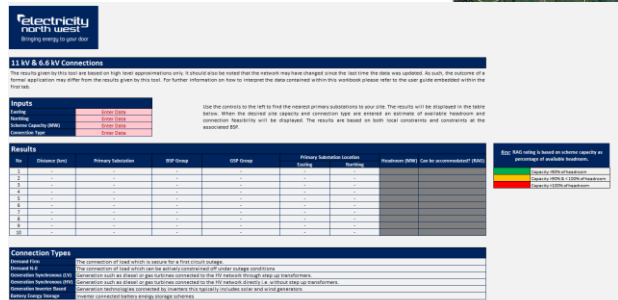 electricity
north west
Bringing energy to your door
11 kV & 6.6 kV Connections
The results given by this tool are based on high level approximations only. It should also be noted that the network may have changed since the last time the data was updated. As such, the outcome of a
formal application may differ from the results given by this tool. For further information on how to interpret the data contained within this workbook please refer to the user guide embedded within the
front tab.
Inputs
Easting Enter Data
Northing Enter Data
Scheme Capacity (MW) Enter Data
Connection Type Enter Data
Use the controls to the left to find the nearest primary substations to your site. The results will be displayed in the table
below. When the desired site capacity and connection type are entered an estimate of available headroom and
connection feasibility will be displayed. The results are based on both local constraints and constraints at the
associated BSP.
Results
No Distance (km) Primary Substation BSP Group GSP Group Primary Substation Location Headroom (MW) Can be accommodated? (RAG)
Easting Northing
1 - - - - - -
2 - - - - - -
3 - - - - - -
4 - - - - - -
5 - - - - - -
6 - - - - - -
7 - - - - - -
8 - - - - - -
9 - - - - - -
10 - - - - - -
Key: RAG rating is based on scheme capacity as
percentage of available headroom.
Capacity <90% of headroom
Capacity >90% & <100% of headroom
Capacity >100% of headroom
Connection Types
Demand Firm The connection of load which is secure for a first circuit outage.
Demand N-0 The connection of load which can be actively constrained off under outage conditions
Generation Synchronous (LV) Generation such as diesel or gas turbines connected to the HV network through step up transformers.
Generation Synchronous (HV) Generation such as diesel or gas turbines connected to the HV network directly i.e. without step up transformers.
Generation Inverter Based Generation technologies connected by inverters this typically includes solar and wind generators
Battery Energy Storage Inverter connected battery energy storage schemes